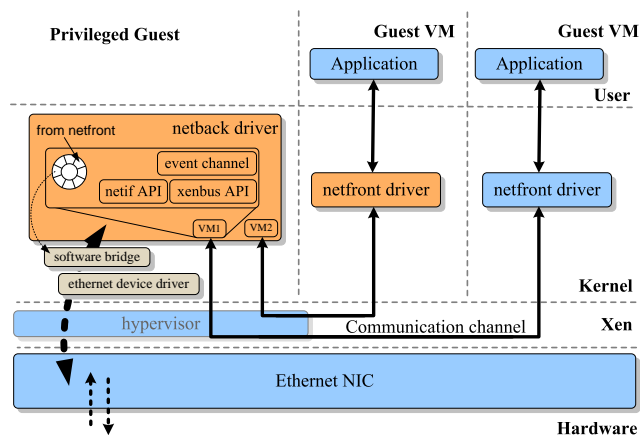 Privileged Guest
Guest VM
Guest VM
Application
Application
User
from netfront
netback driver
event channel
netif API
xenbus API
netfront driver
netfront driver
VM1
VM2
software bridge
ethernet device driver
Kernel
hypervisor
Communication channel
Xen
Ethernet NIC
Hardware